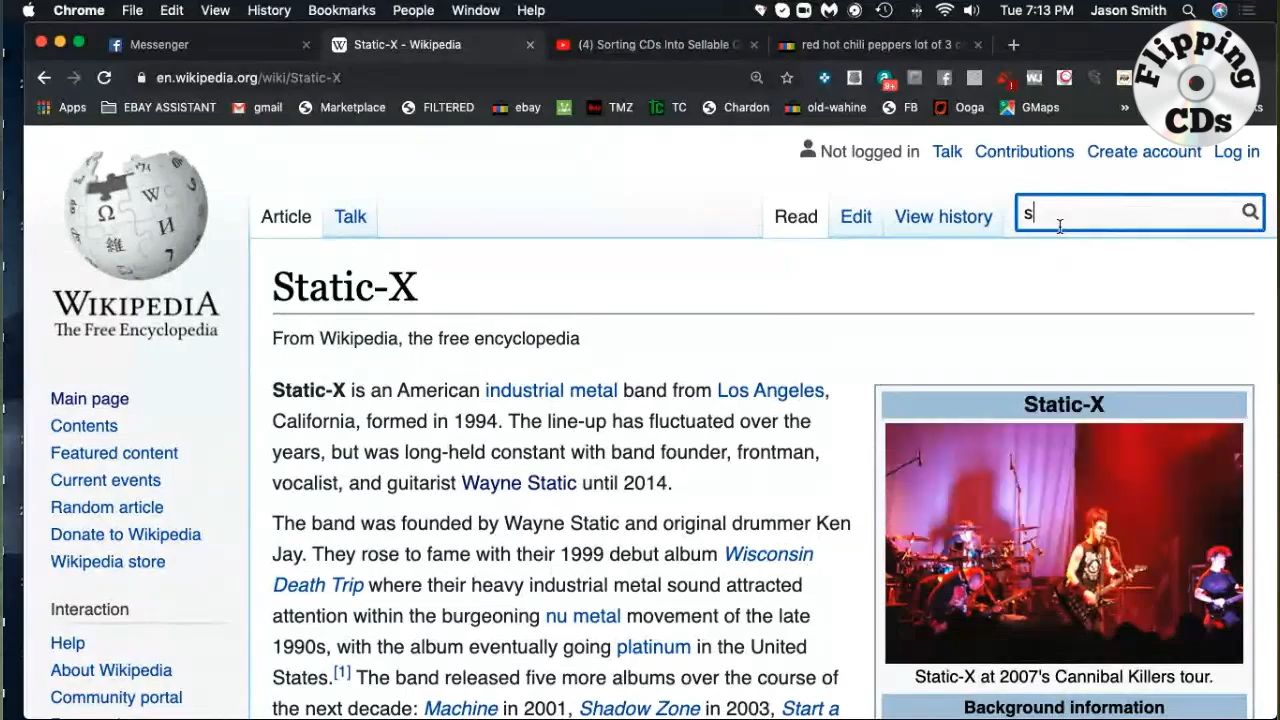 Chrome File Edit View History Bookmarks People Window Help Tue 7:13 PM Jason Smith
Messenger Static-X - Wikipedia (4) Sorting CDs Into Sellable red hot chili peppers lot of 3
en.wikipedia.org/wiki/Static-X
Apps EBAY ASSISTANT gmail Marketplace FILTERED ebay TMZ TC Chardon old-wahine FB Ooga GMaps »
Flipping
CDs
Not logged in Talk Contributions Create account Log in
Article Talk Read Edit View history s
WIKIPEDIA
The Free Encyclopedia
Main page
Contents
Featured content
Current events
Random article
Donate to Wikipedia
Wikipedia store
Interaction
Help
About Wikipedia
Community portal
Static-X
From Wikipedia, the free encyclopedia
Static-X is an American industrial metal band from Los Angeles,
California, formed in 1994. The line-up has fluctuated over the
years, but was long-held constant with band founder, frontman,
vocalist, and guitarist Wayne Static until 2014.
The band was founded by Wayne Static and original drummer Ken
Jay. They rose to fame with their 1999 debut album Wisconsin
Death Trip where their heavy industrial metal sound attracted
attention within the burgeoning nu metal movement of the late
1990s, with the album eventually going platinum in the United
States.[1] The band released five more albums over the course of
the next decade: Machine in 2001, Shadow Zone in 2003, Start a
Static-X
Static-X at 2007's Cannibal Killers tour.
Background information